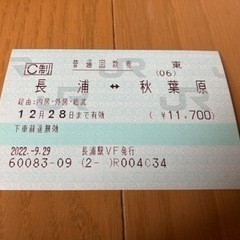 C制 普通回数券 東
(06)
長浦 ↔ 秋葉原
経由:内房・外房・総武
12月28日まで有効 (¥11,700)
下車前途無効
2022.-9.29 長浦駅VF発行
60083-09 (2-)R004C34